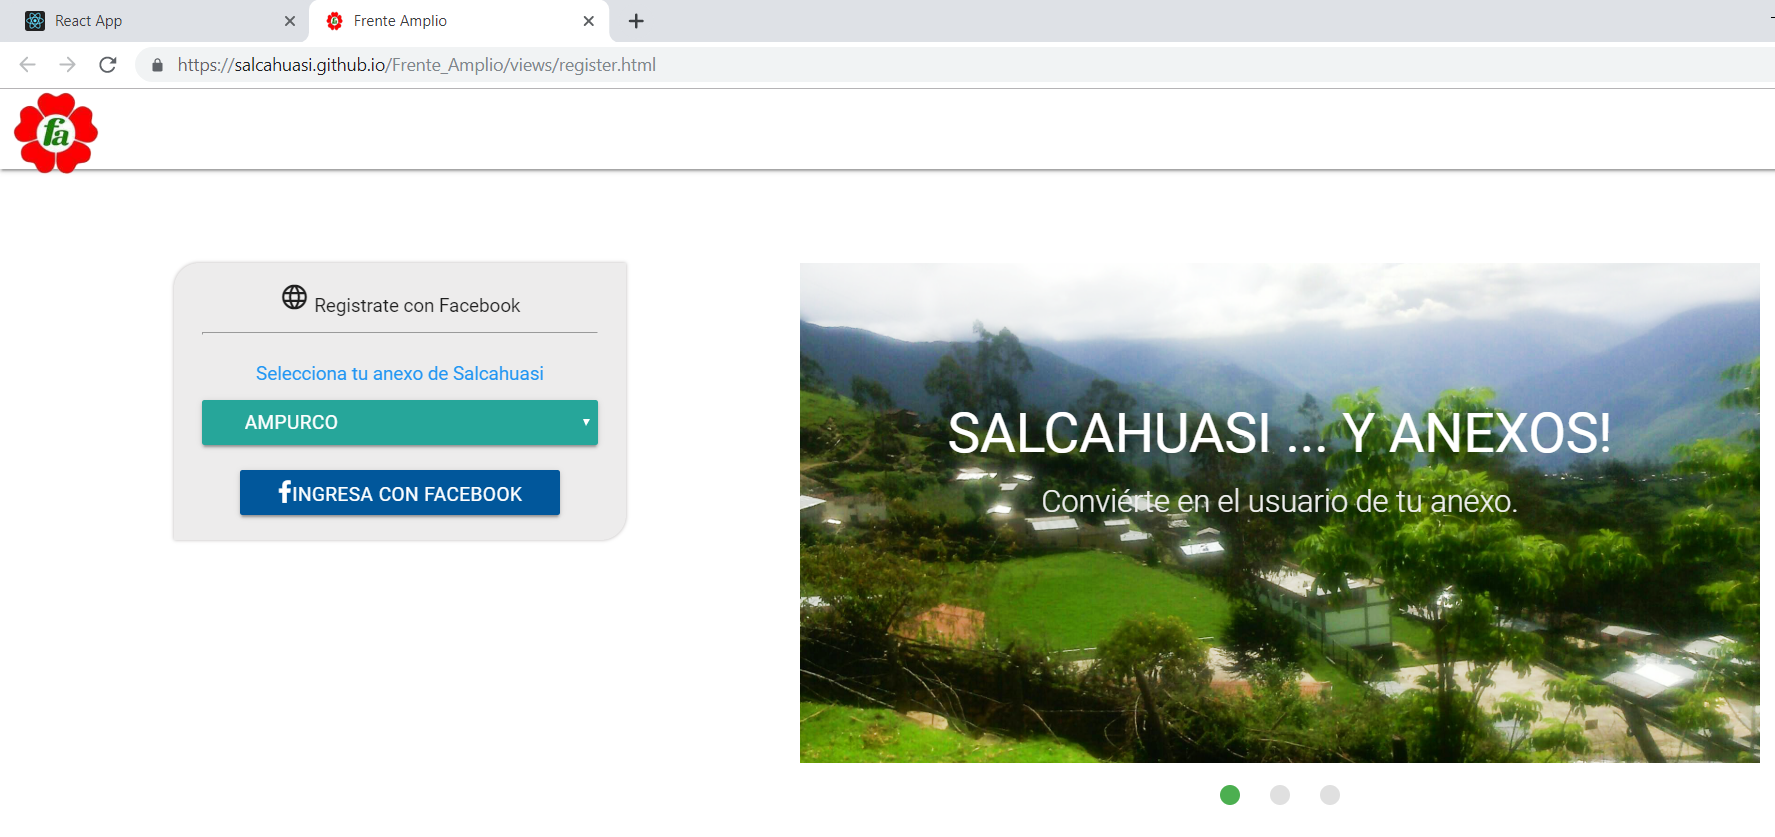 React App
Frente Amplio
https://salcahuasi.github.io/Frente_Amplio/views/register.html
fa
Registrate con Facebook
Selecciona tu anexo de Salcahuasi
AMPURCO
INGRESA CON FACEBOOK
SALCAHUASI ... Y ANEXOS!
Conviérte en el usuario de tu anexo.